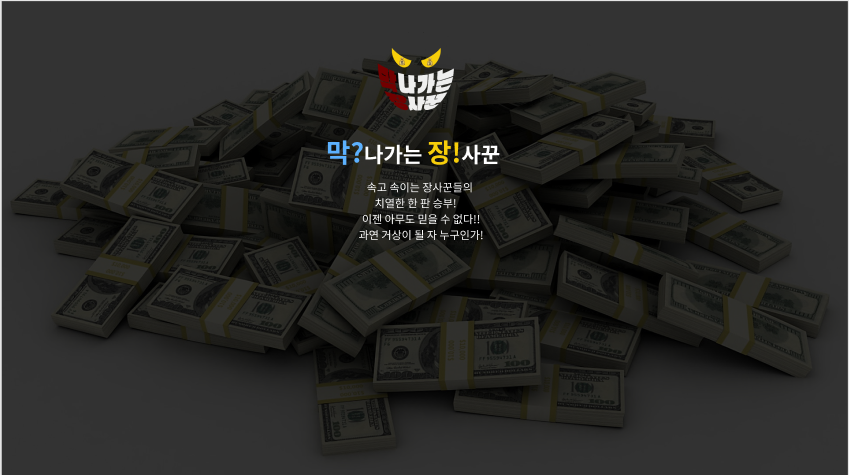 막나가는
장사꾼
막?나가는 장!사꾼
속고 속이는 장사꾼들의
치열한 한 판 승부!
이젠 아무도 믿을 수 없다!!
과연 거상이 될 자 누구인가!